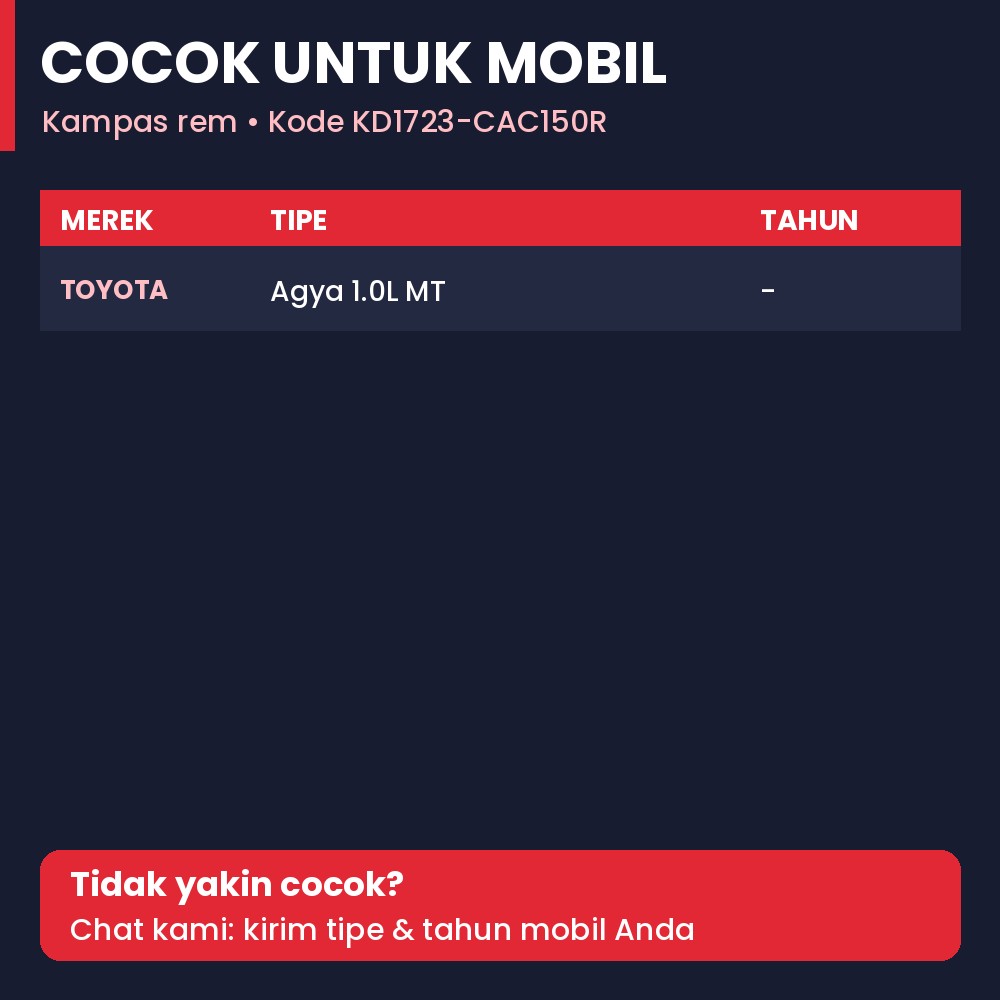 COCOK UNTUK MOBIL
Kampas rem • Kode KD1723-CAC150R
MEREK TIPE TAHUN
TOYOTA Agya 1.0L MT -
Tidak yakin cocok?
Chat kami: kirim tipe & tahun mobil Anda